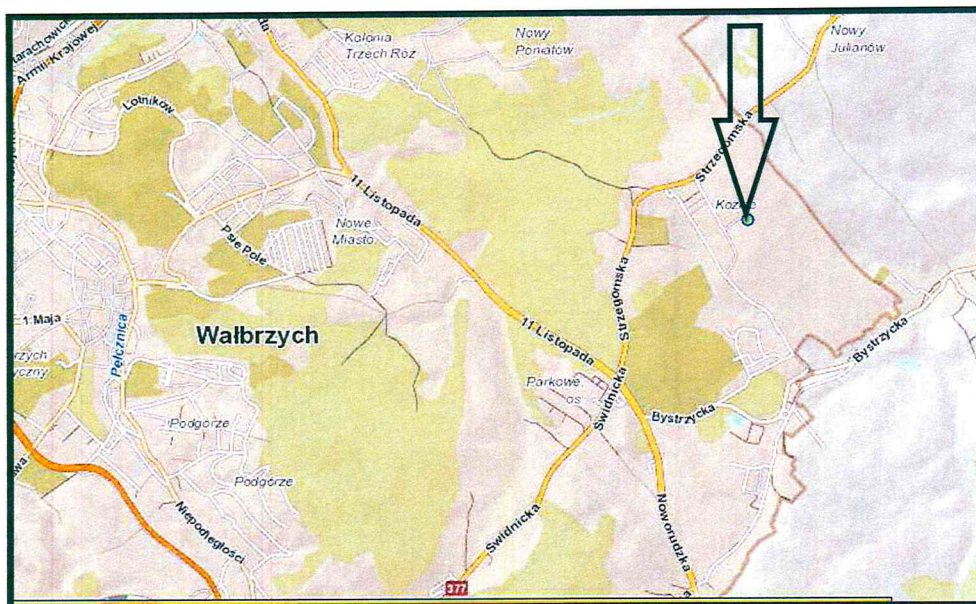 Armii Krajowej
Kolonia
Trzech Róż
Nowy
Poniatów
Nowy
Julianów
Lotników
Strzegomska
11 Listopada
Nowe
Miasto
Psie Pole
Strzegomska
1 Maja
Pełcznica
Wałbrzych
11 Listopada
Bystrzycka
Parkowe
os
Świdnicka
Bystrzycka
Podgórze
I
Podgórze
Niepodległości
Świdnicka
Noworudzka
377